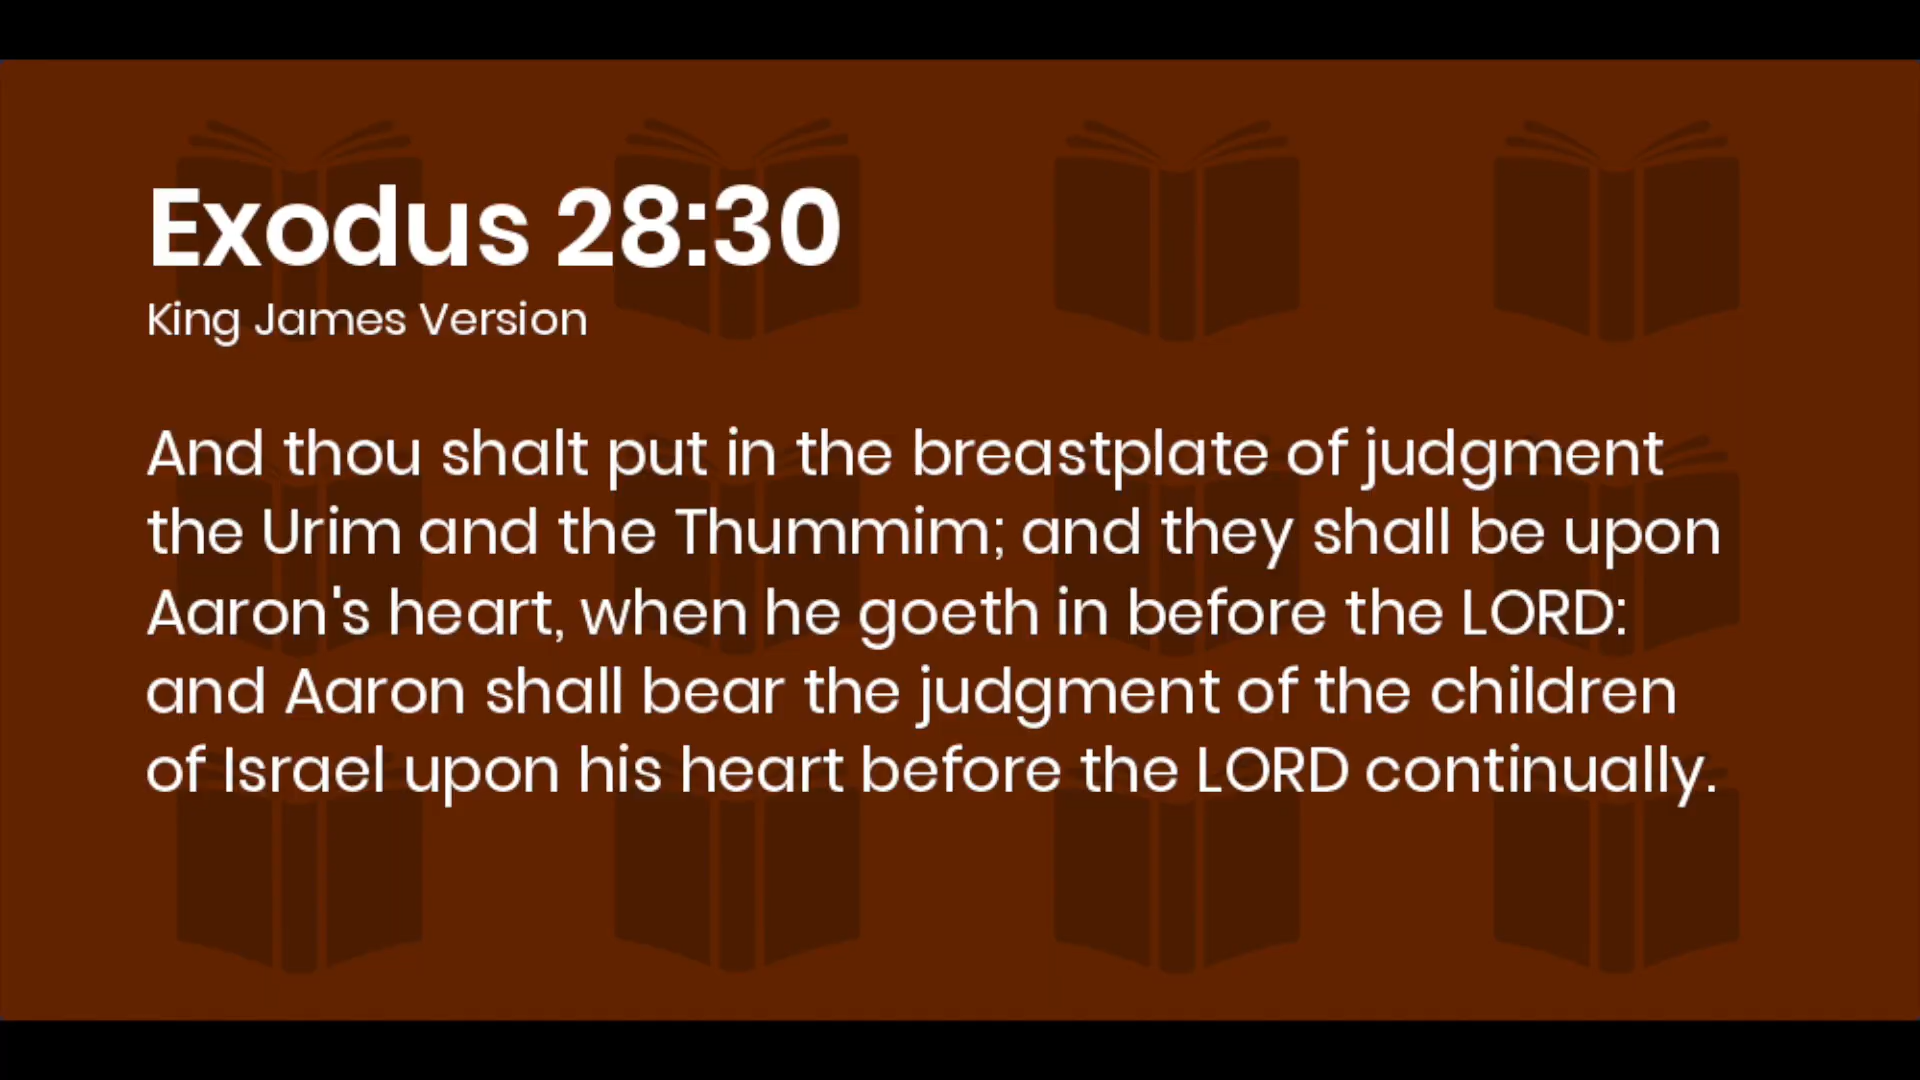 Exodus 28:30
King James Version
And thou shalt put in the breastplate of judgment
the Urim and the Thummim; and they shall be upon
Aaron's heart, when he goeth in before the LORD:
and Aaron shall bear the judgment of the children
of Israel upon his heart before the LORD continually.